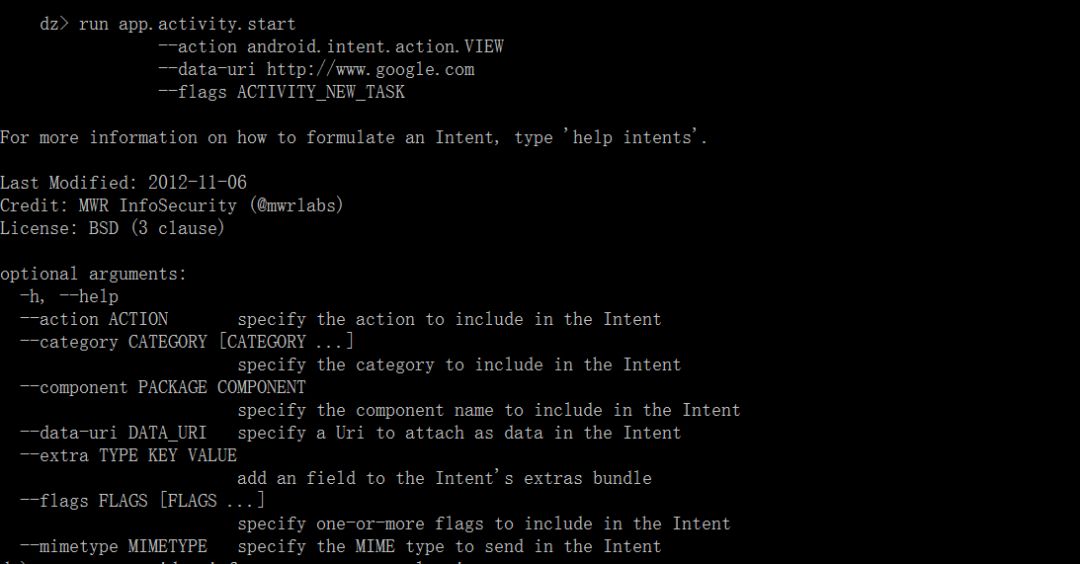 dz> run app.activity.start
--action android.intent.action.VIEW
--data-uri http://www.google.com
--flags ACTIVITY_NEW_TASK
For more information on how to formulate an Intent, type 'help intents'.
Last Modified: 2012-11-06
Credit: MWR InfoSecurity (@mwrlabs)
License: BSD (3 clause)
optional arguments:
-h, --help
--action ACTION specify the action to include in the Intent
--category CATEGORY [CATEGORY ...]
specify the category to include in the Intent
--component PACKAGE COMPONENT
specify the component name to include in the Intent
--data-uri DATA_URI specify a Uri to attach as data in the Intent
--extra TYPE KEY VALUE
add an field to the Intent's extras bundle
--flags FLAGS [FLAGS ...]
specify one-or-more flags to include in the Intent
--mimetype MIMETYPE specify the MIME type to send in the Intent